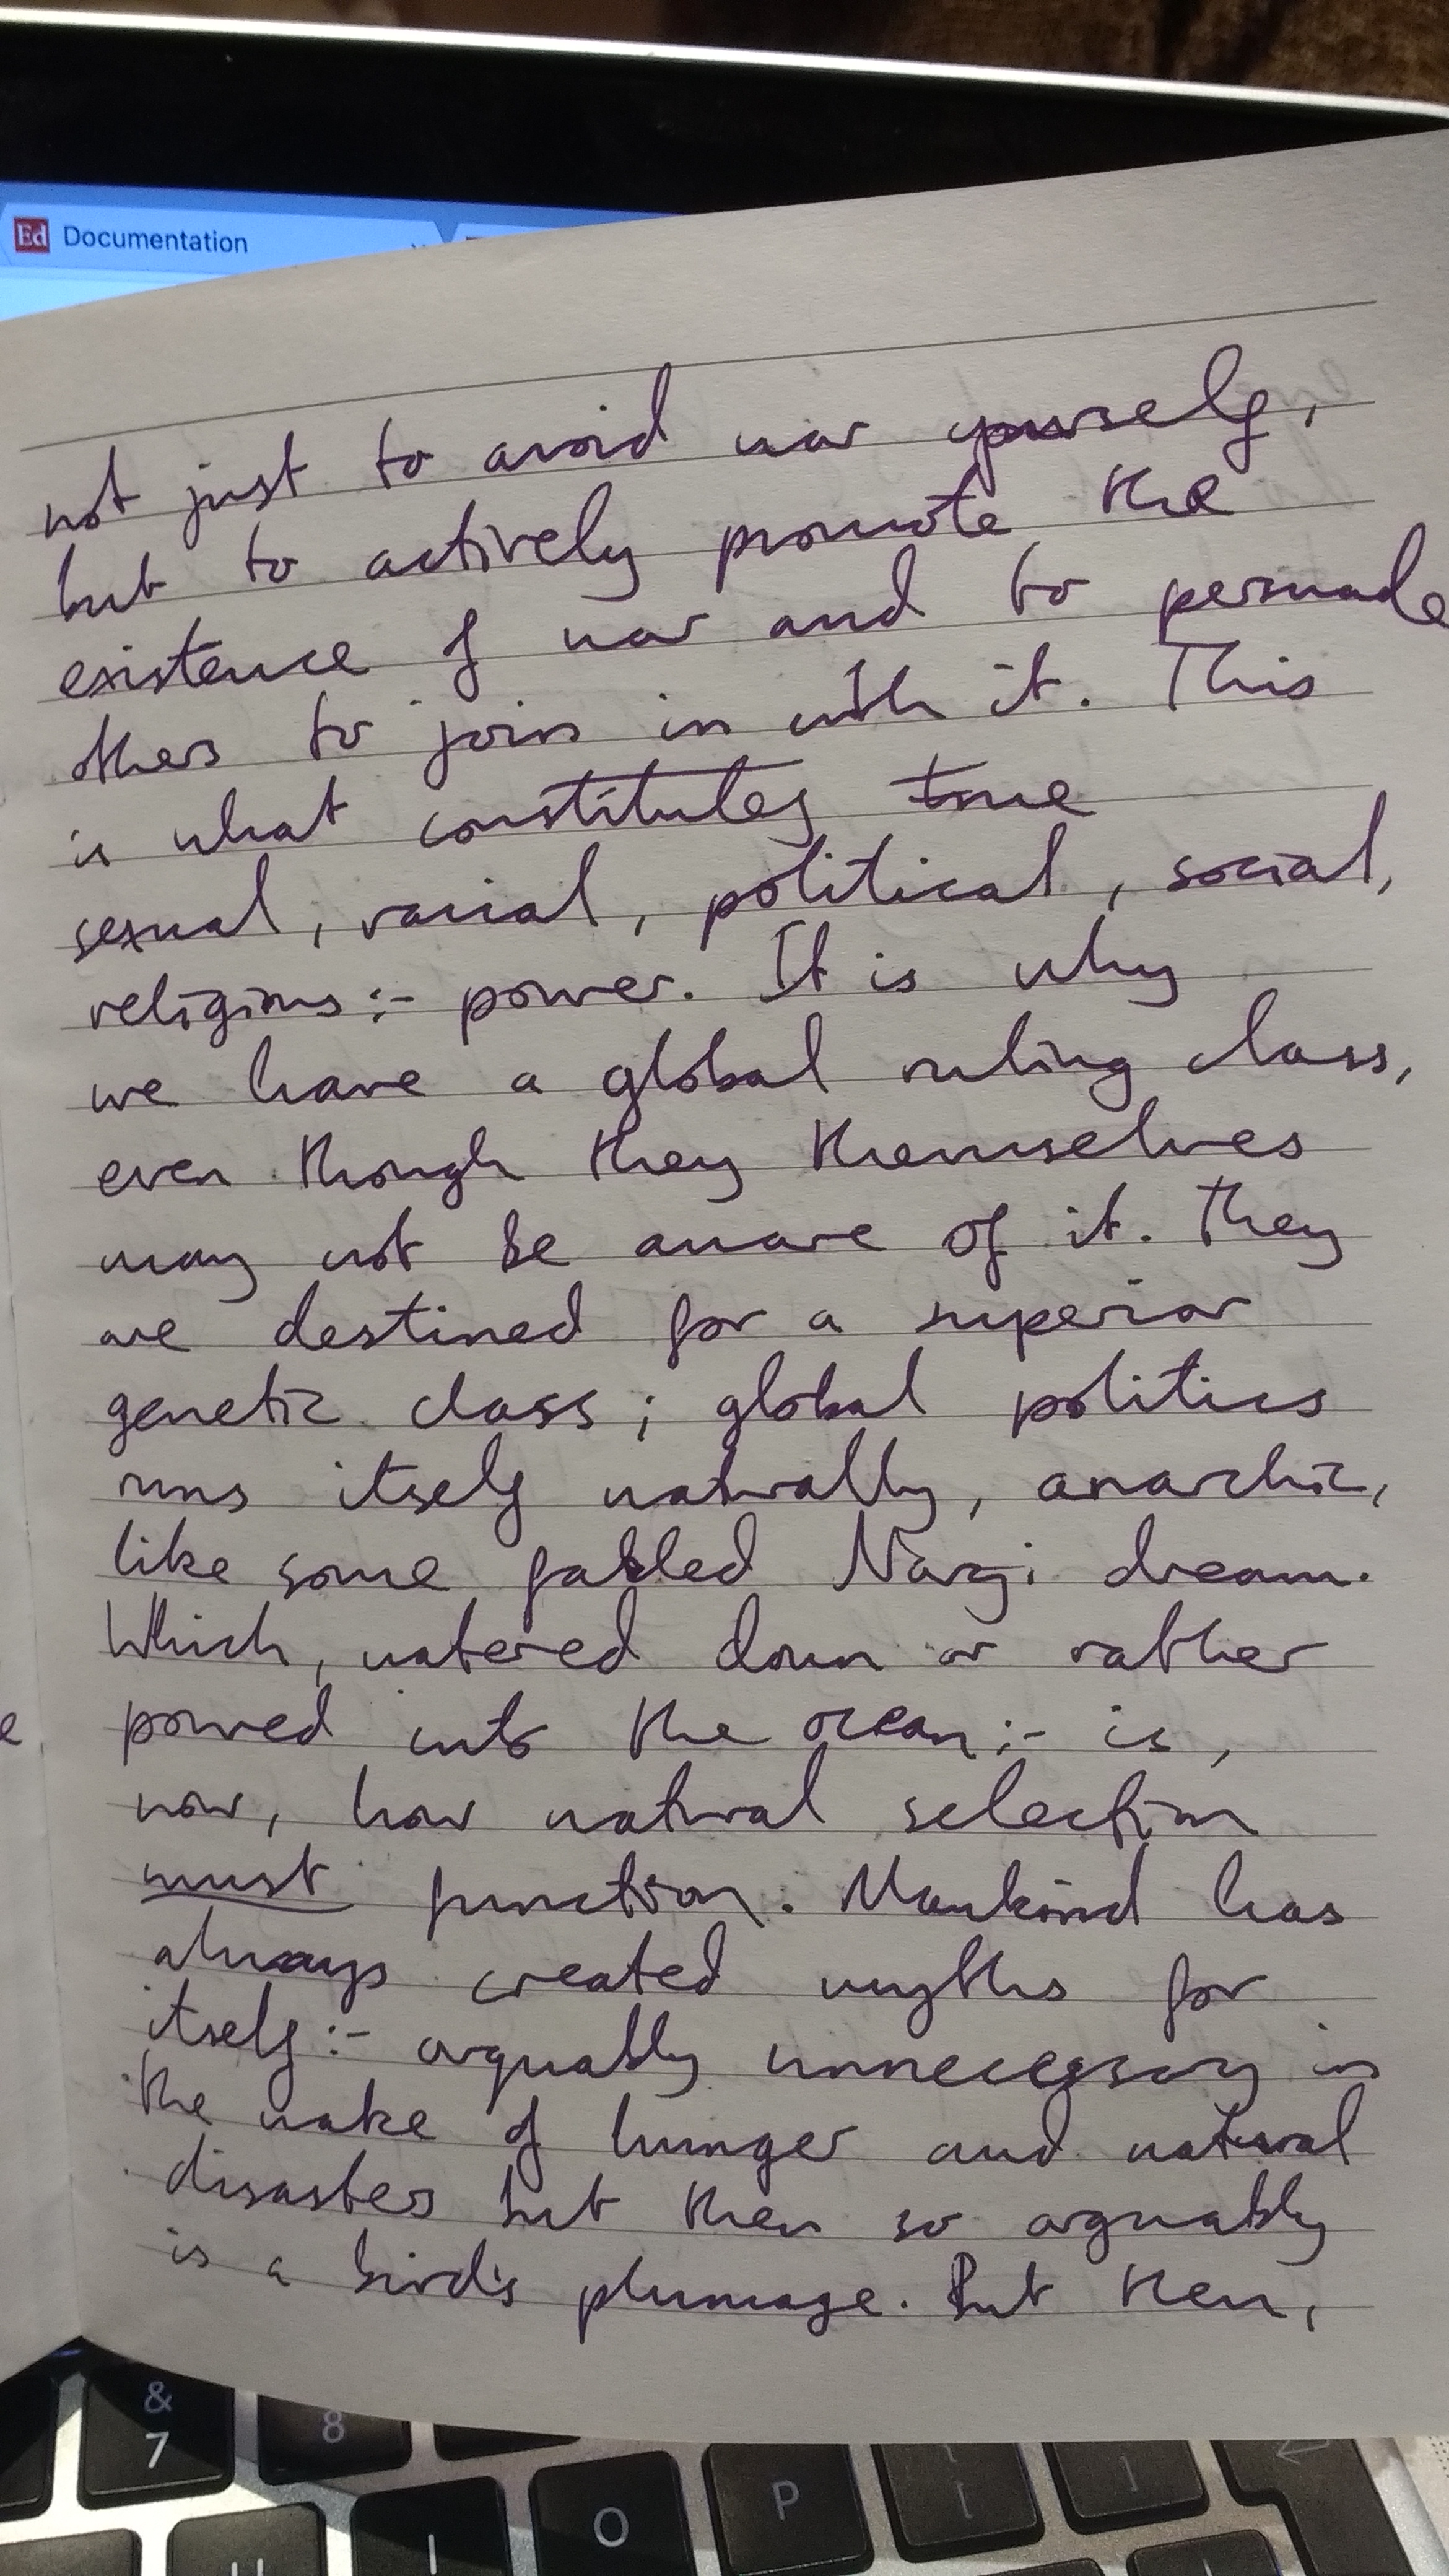 Ed Documentation
not just to avoid war yourself,
but to actively promote the
existence of war and to persuade
others to join in with it. This
is what constitutes true
sexual, racial, political, social,
religious:- power. It is why
we have a global ruling class,
even though they themselves
may not be aware of it. They
are destined for a superior
genetic class; global politics
runs itself naturally, anarchic,
like some fabled Nazi dream.
Which, watered down or rather
poured into the ocean:- is,
now, how natural selection
must function. Mankind has
always created myths for
itself:- arguably unnecessary in
the wake of hunger and natural
disasters but then so arguably
is a bird's plumage. But then,
e
&
7 8
O P [ ]
U I